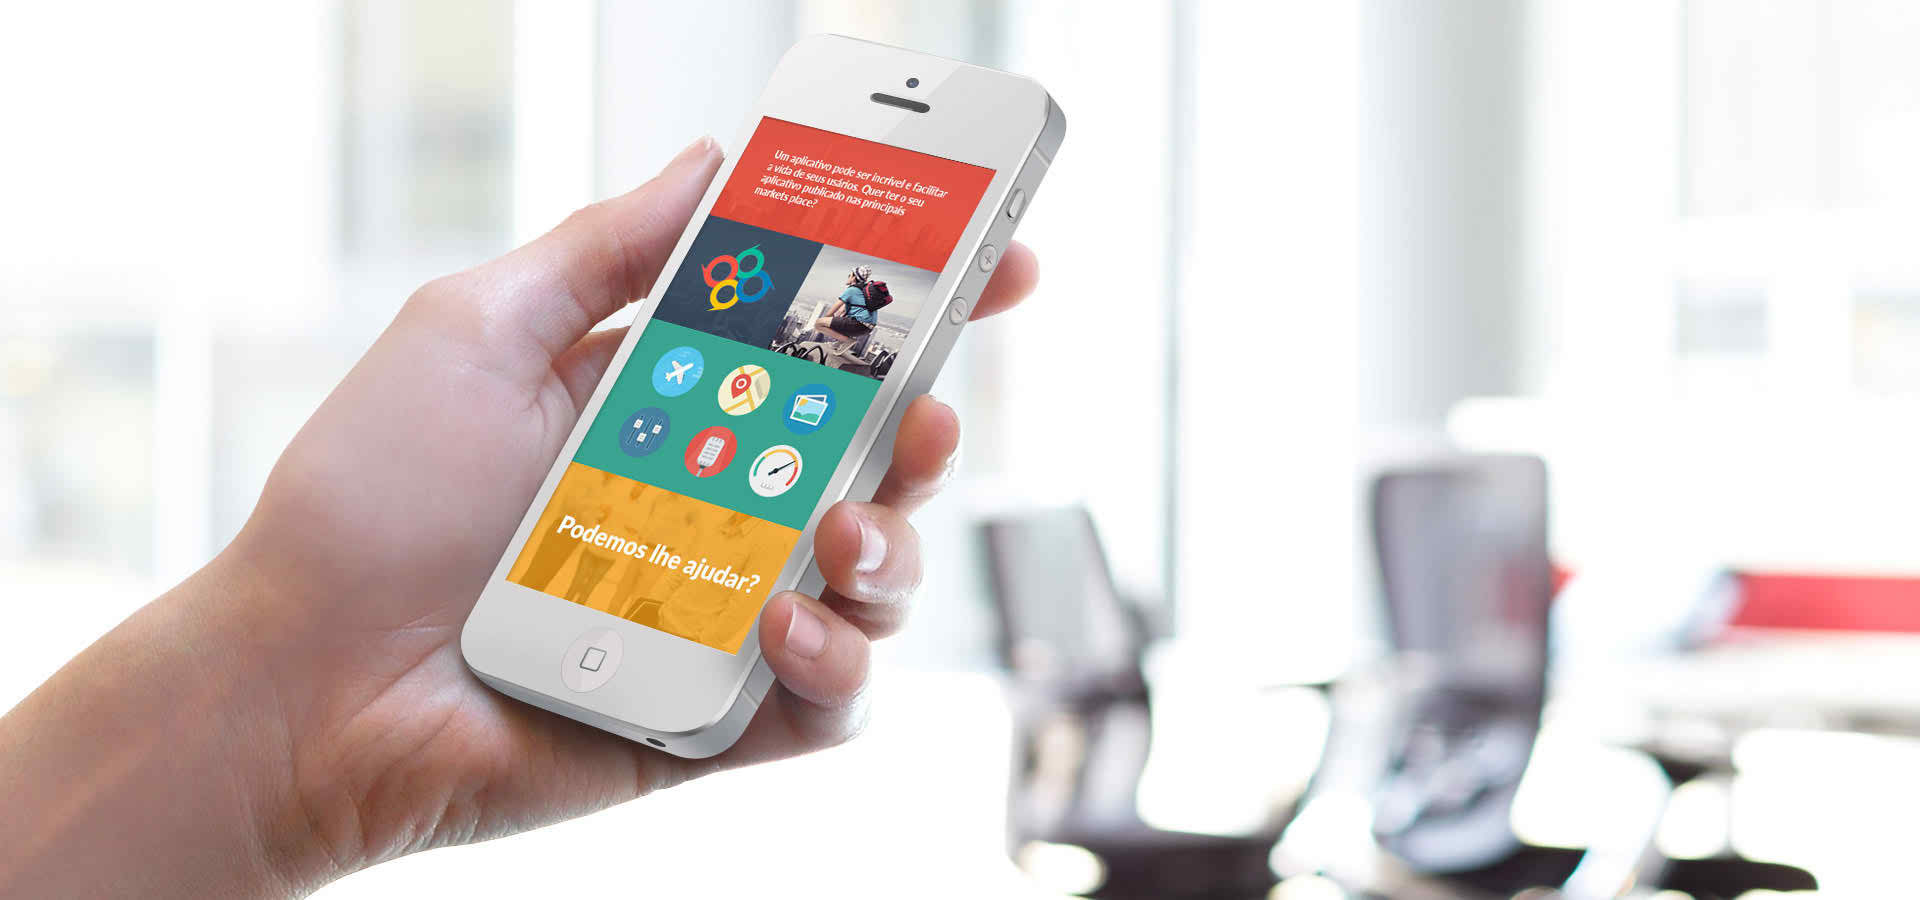 Um aplicativo pode ser incrível e facilitar
a vida de seus usários. Quer ter o seu
aplicativo publicado nas principais
markets place?
Podemos lhe ajudar?